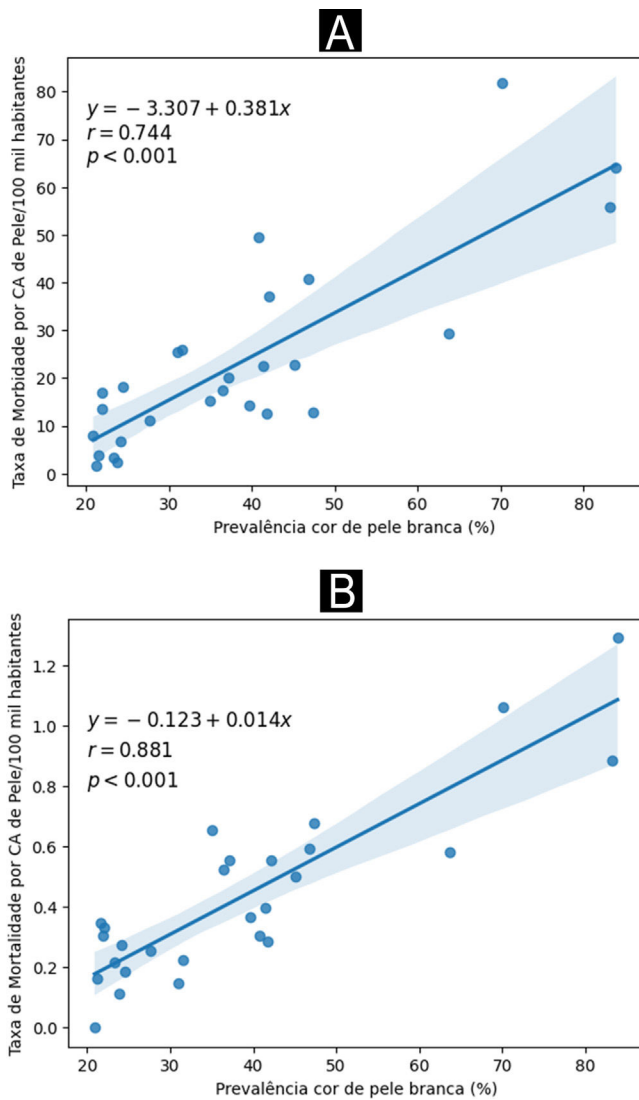 A
Taxa de Morbidade por CA de Pele/100 mil habitantes
80
70
60
50
40
30
20
10
0
y = − 3.307 + 0.381x
r = 0.744
p < 0.001
20 30 40 50 60 70 80
Prevalência cor de pele branca (%)
B
Taxa de Mortalidade por CA de Pele/100 mil habitantes
1.2
1.0
0.8
0.6
0.4
0.2
0.0
y = − 0.123 + 0.014x
r = 0.881
p < 0.001
20 30 40 50 60 70 80
Prevalência cor de pele branca (%)